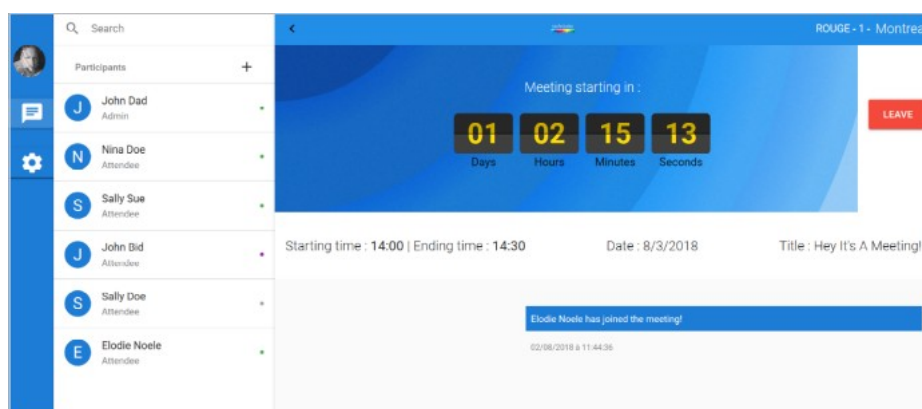 Search
Participants +
J John Dad
Admin
N Nina Doe
Attendee
S Sally Sue
Attendee
J John Bid
Attendee
S Sally Doe
Attendee
E Elodie Noele
Attendee
ROUGE - 1 - Montrea
Meeting starting in :
01 02 15 13
Days Hours Minutes Seconds
LEAVE
Starting time : 14:00 | Ending time : 14:30 Date : 8/3/2018 Title : Hey It's A Meeting!
Elodie Noele has joined the meeting!
02/08/2018 à 11:44:36